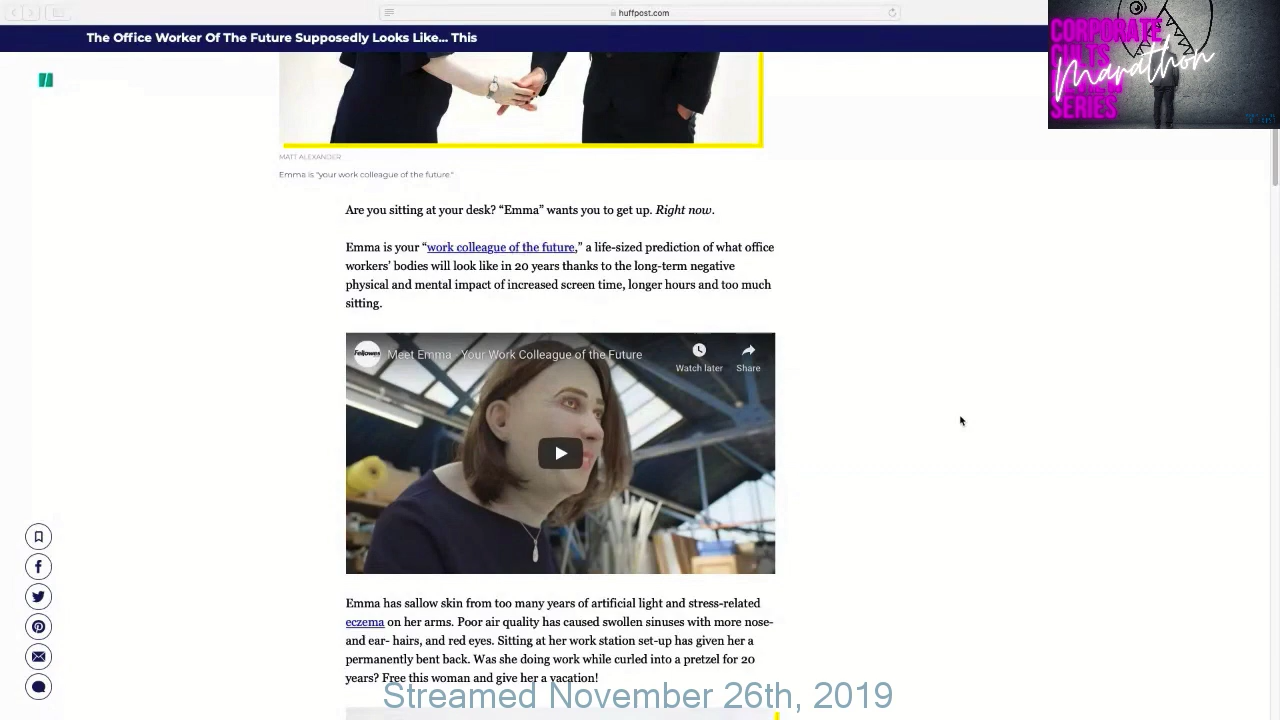 huffpost.com
The Office Worker Of The Future Supposedly Looks Like... This
CORPORATE
CULTS
Marathon
SERIES
MATT ALEXANDER
Emma is "your work colleague of the future."
Are you sitting at your desk? “Emma” wants you to get up. Right now.
Emma is your “work colleague of the future,” a life-sized prediction of what office
workers’ bodies will look like in 20 years thanks to the long-term negative
physical and mental impact of increased screen time, longer hours and too much
sitting.
Fellowes
Meet Emma - Your Work Colleague of the Future
Watch later
Share
Emma has sallow skin from too many years of artificial light and stress-related
eczema on her arms. Poor air quality has caused swollen sinuses with more nose-
and ear- hairs, and red eyes. Sitting at her work station set-up has given her a
permanently bent back. Was she doing work while curled into a pretzel for 20
years? Free this woman and give her a vacation!
Streamed November 26th, 2019